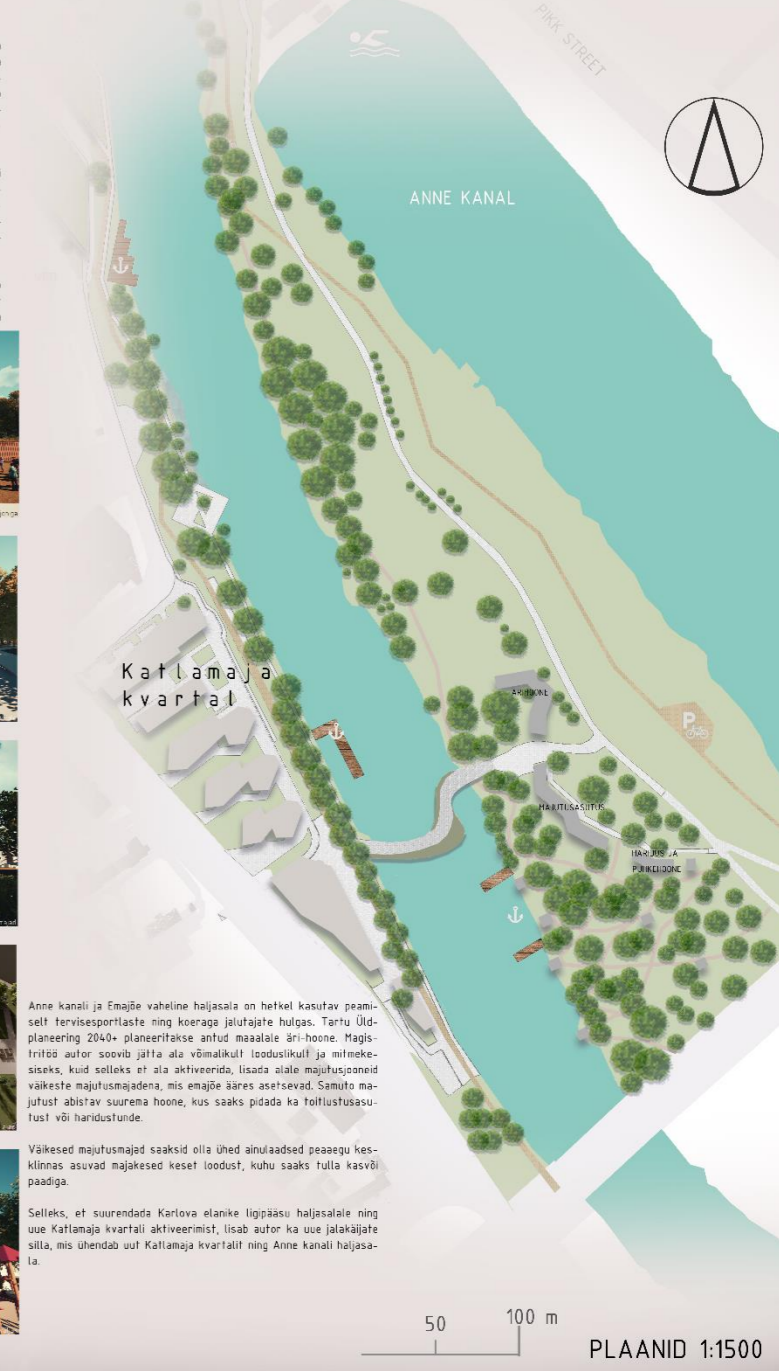 PIKK STREET
ANNE KANAL
Katlamaja
kvartal
ÄRIHOONE
P
MAJUTUSASUTUS
HARIDUS JA
PUHKEHOONE
Anne kanali ja Emajõe vaheline haljasala on hetkel kasutav peami-
selt tervisesportlaste ning koeraga jalutajate hulgas. Tartu Üld-
planeering 2040+ planeeritakse antud maaalale äri-hoone. Magis-
tritöö autor soovib jätta ala võimalikult looduslikult ja mitmeke-
siseks, kuid selleks et ala aktiveerida, lisada alale majutusjooneid
väikeste majutusmajadena, mis emajõe ääres asetsevad. Samuto ma-
jutust abistav suurema hoone, kus saaks pidada ka toitlustusasu-
tust või haridustunde.
Väikesed majutusmajad saaksid olla ühed ainulaadsed peaaegu kes-
klinnas asuvad majakesed keset loodust, kuhu saaks tulla kasvõi
paadiga.
Selleks, et suurendada Karlova elanike ligipääsu haljasalale ning
uue Katlamaja kvartali aktiveerimist, lisab autor ka uue jalakäijate
silla, mis ühendab uut Katlamaja kvartalit ning Anne kanali haljasa-
la.
50
100 m
PLAANID 1:1500